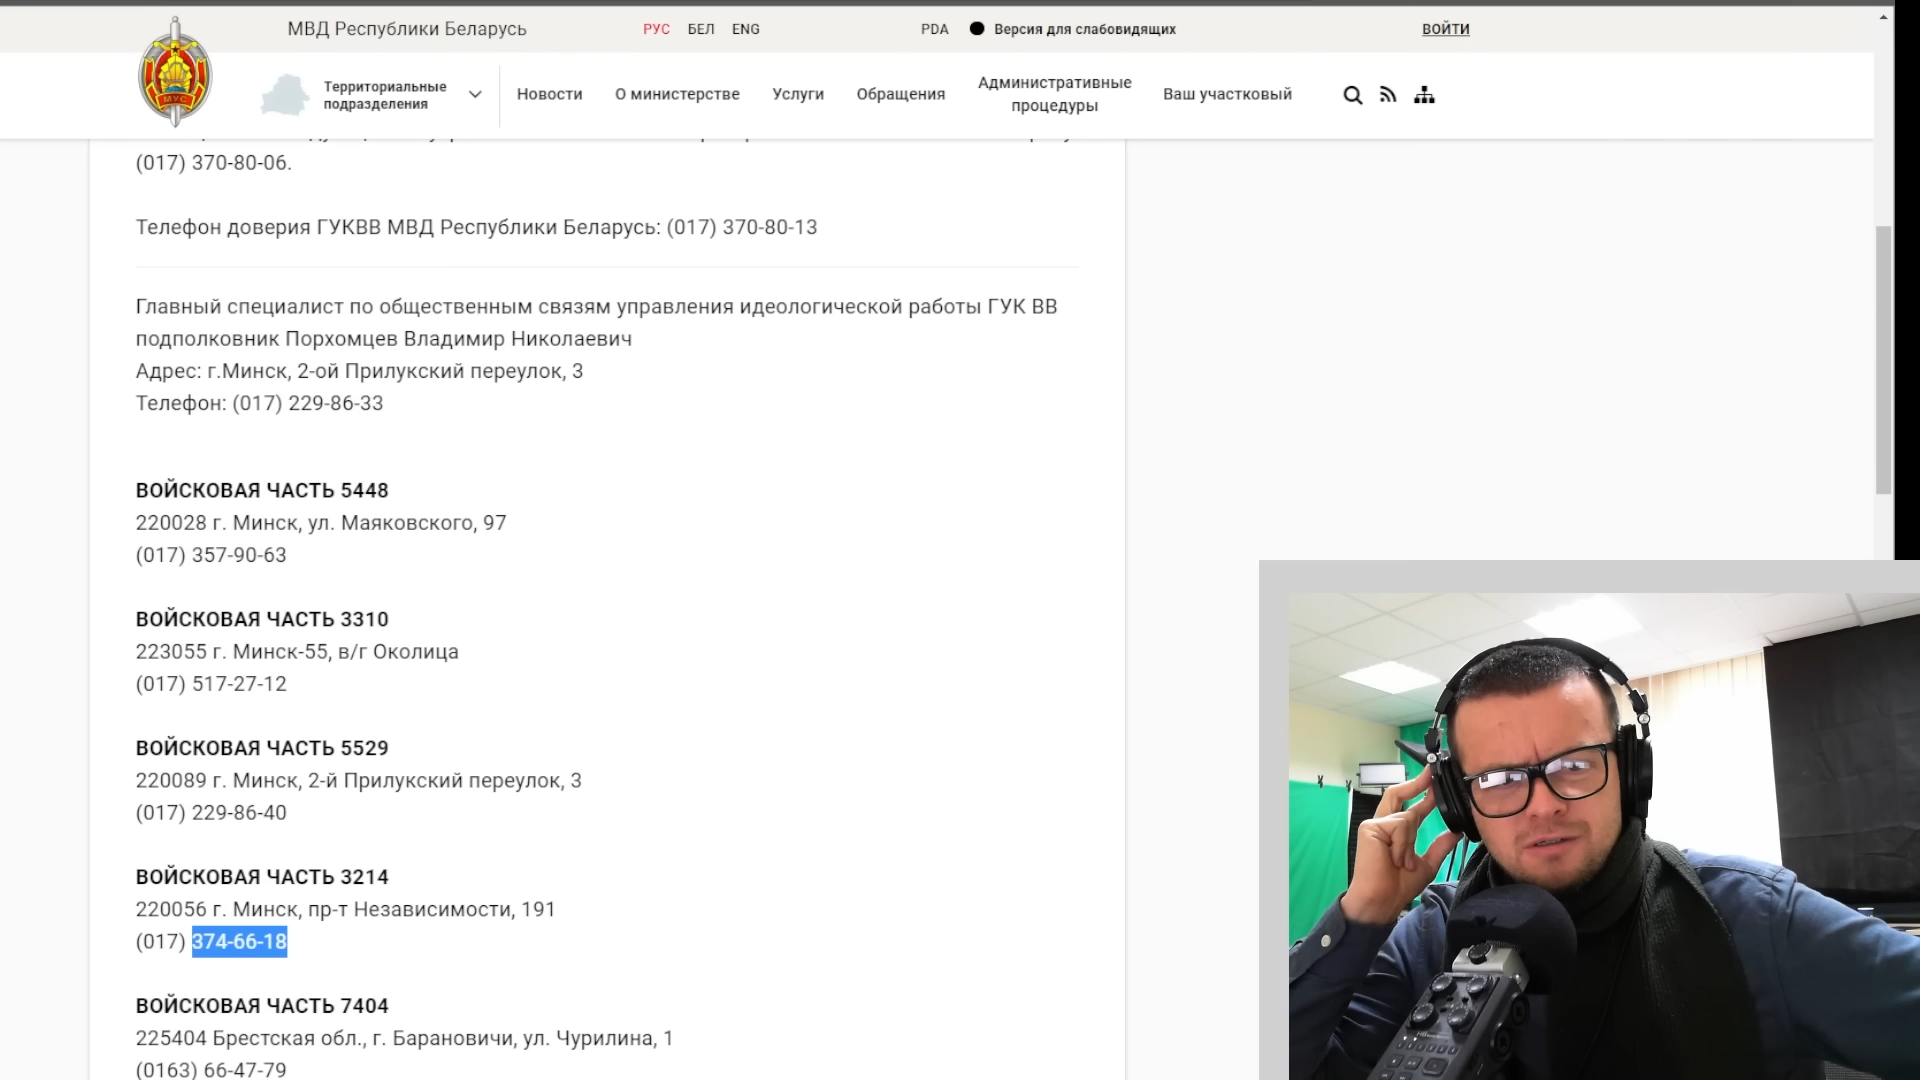 МВД Республики Беларусь
РУС БЕЛ ENG
PDA
Версия для слабовидящих
ВОЙТИ
МУС
Территориальные
подразделения
Новости
О министерстве
Услуги
Обращения
Административные
процедуры
Ваш участковый
(017) 370-80-06.
Телефон доверия ГУКВВ МВД Республики Беларусь: (017) 370-80-13
Главный специалист по общественным связям управления идеологической работы ГУК ВВ
подполковник Порхомцев Владимир Николаевич
Адрес: г.Минск, 2-ой Прилукский переулок, 3
Телефон: (017) 229-86-33
ВОЙСКОВАЯ ЧАСТЬ 5448
220028 г. Минск, ул. Маяковского, 97
(017) 357-90-63
ВОЙСКОВАЯ ЧАСТЬ 3310
223055 г. Минск-55, в/г Околица
(017) 517-27-12
ВОЙСКОВАЯ ЧАСТЬ 5529
220089 г. Минск, 2-й Прилукский переулок, 3
(017) 229-86-40
ВОЙСКОВАЯ ЧАСТЬ 3214
220056 г. Минск, пр-т Независимости, 191
(017) 374-66-18
ВОЙСКОВАЯ ЧАСТЬ 7404
225404 Брестская обл., г. Барановичи, ул. Чурилина, 1
(0163) 66-47-79